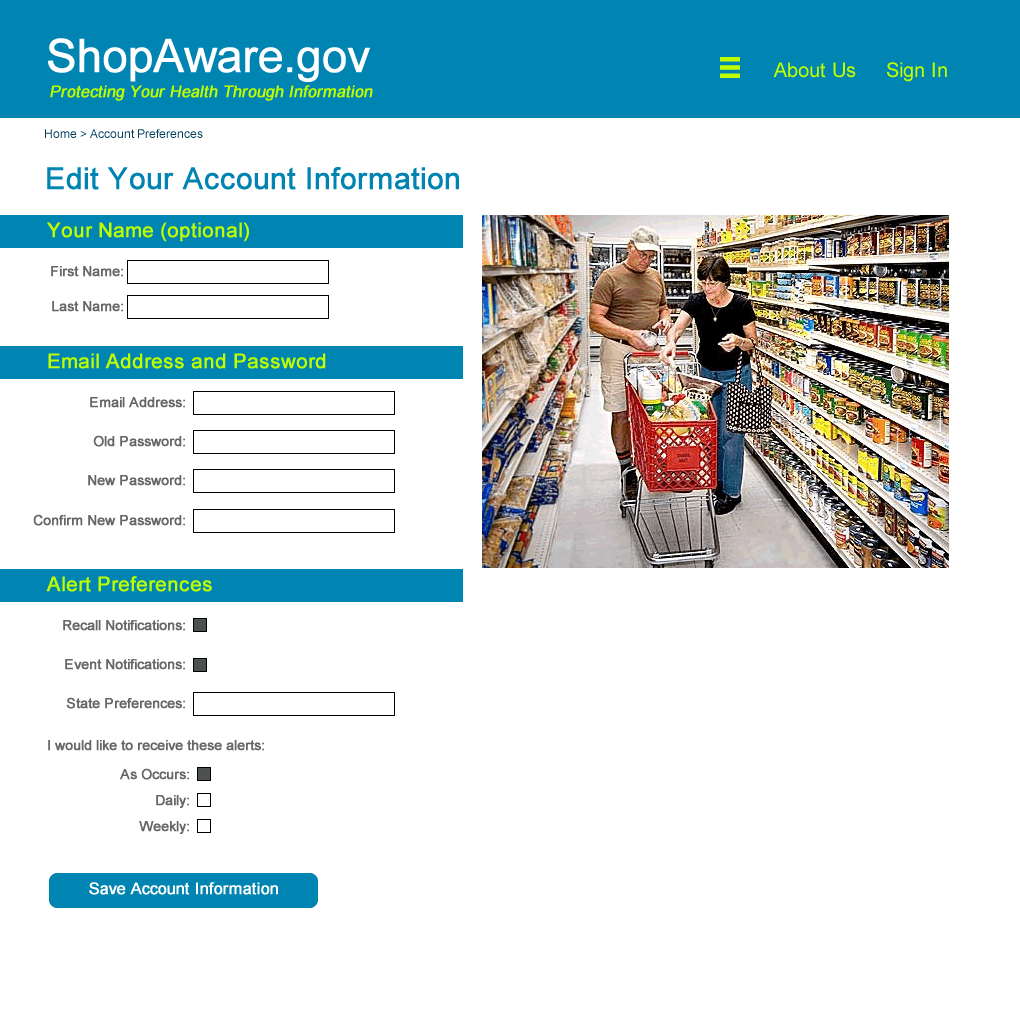 ShopAware.gov
Protecting Your Health Through Information
About Us
Sign In
Home > Account Preferences
Edit Your Account Information
Your Name (optional)
First Name:
Last Name:
Email Address and Password
Email Address:
Old Password:
New Password:
Confirm New Password:
Alert Preferences
Recall Notifications:
Event Notifications:
State Preferences:
I would like to receive these alerts:
As Occurs:
Daily:
Weekly:
Save Account Information